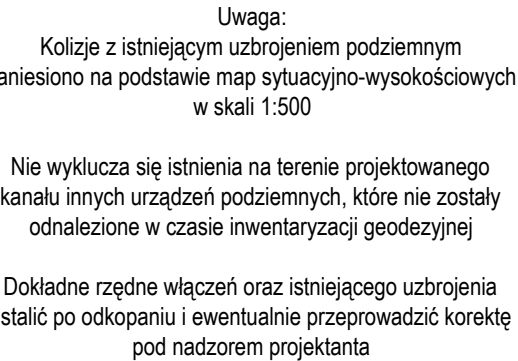 Uwaga:
Kolizje z istniejącym uzbrojeniem podziemnym
aniesiono na podstawie map sytuacyjno-wysokościowych
w skali 1:500
Nie wyklucza się istnienia na terenie projektowanego
kanału innych urządzeń podziemnych, które nie zostały
odnalezione w czasie inwentaryzacji geodezyjnej
Dokładne rzędne włączeń oraz istniejącego uzbrojenia
stalić po odkopaniu i ewentualnie przeprowadzić korektę
pod nadzorem projektanta